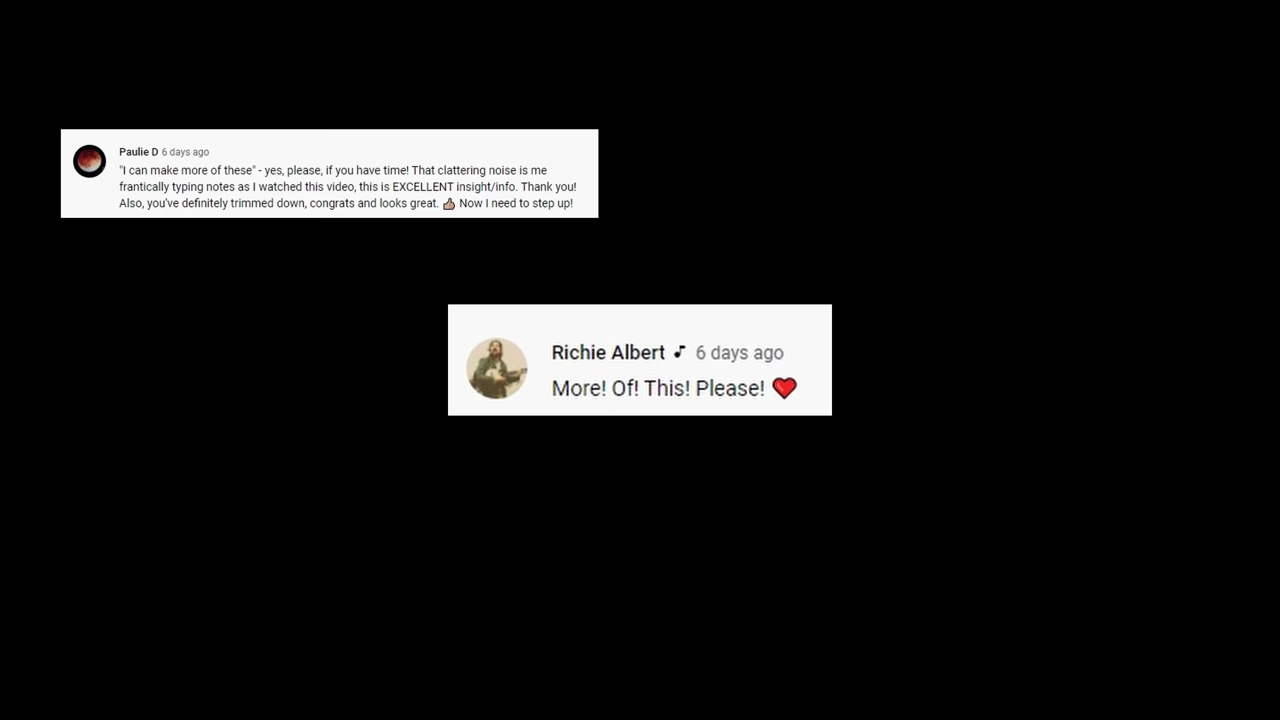 Paulie D 6 days ago
"I can make more of these" - yes, please, if you have time! That clattering noise is me
frantically typing notes as I watched this video, this is EXCELLENT insight/info. Thank you!
Also, you've definitely trimmed down, congrats and looks great. 👍🏼 Now I need to step up!
Richie Albert ♪ 6 days ago
More! Of! This! Please! ❤️